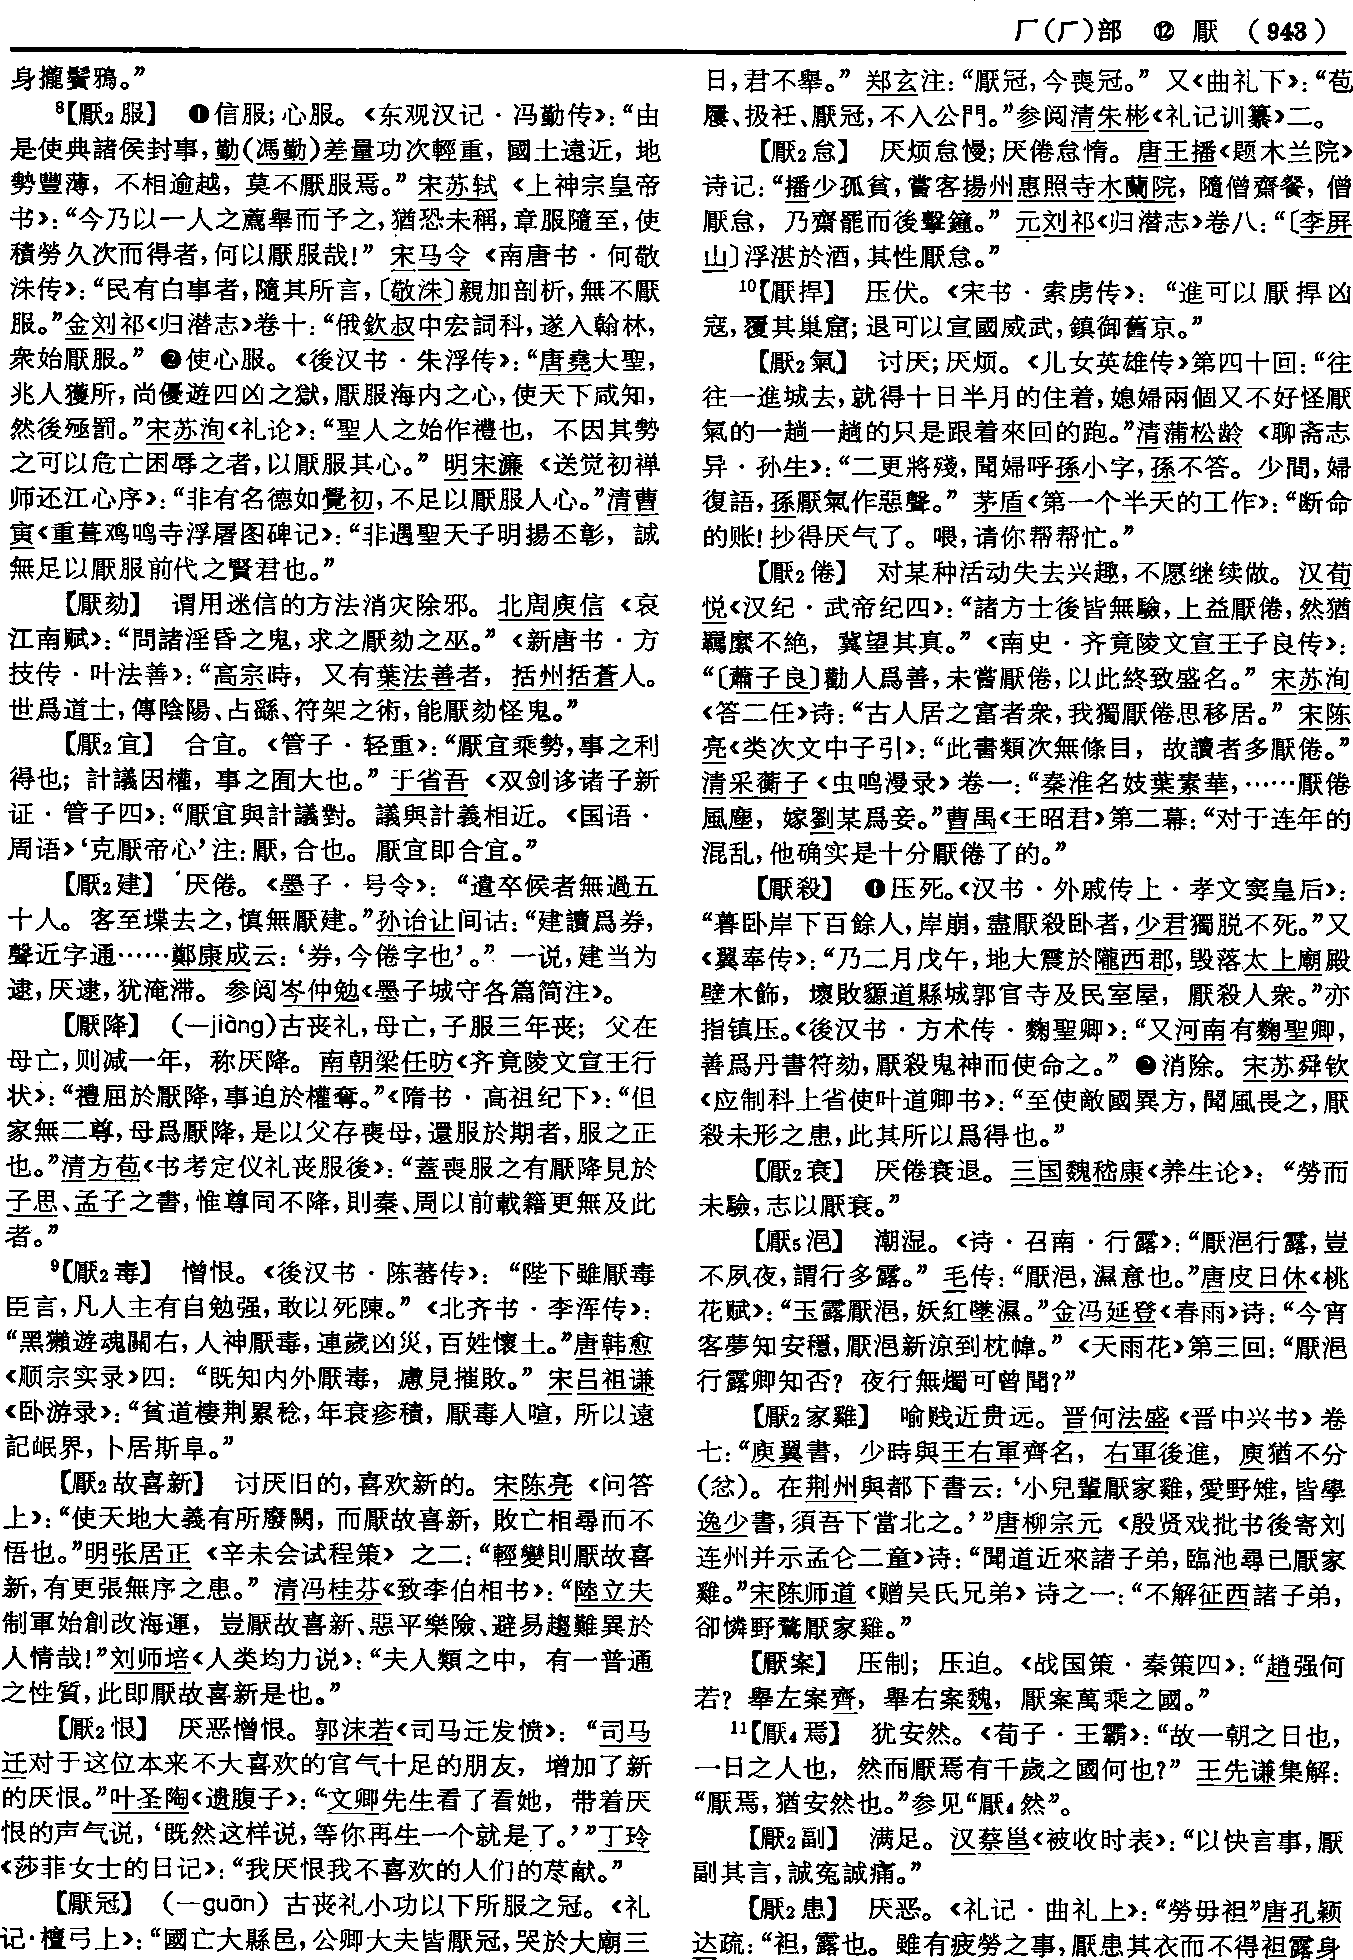 厂(厂)部 ⑫ 厭 (943)
身攏鬢鴉。”
⁸【厭₂服】 ❶信服;心服。《东观汉记·冯勤传》:“由
是使典諸侯封事,勤(馮勤)差量功次輕重,國土遠近,地
勢豐薄,不相逾越,莫不厭服焉。”宋苏轼《上神宗皇帝
书》:“今乃以一人之薦舉而予之,猶恐未稱,章服隨至,使
積勞久次而得者,何以厭服哉!”宋马令《南唐书·何敬
洙传》:“民有白事者,隨其所言,〔敬洙〕親加剖析,無不厭
服。”金刘祁《归潜志》卷十:“俄欽叔中宏詞科,遂入翰林,
衆始厭服。” ❷使心服。《後汉书·朱浮传》:“唐堯大聖,
兆人獲所,尚優遊四凶之獄,厭服海内之心,使天下咸知,
然後殛罰。”宋苏洵《礼论》:“聖人之始作禮也,不因其勢
之可以危亡困辱之者,以厭服其心。”明宋濂《送觉初禅
师还江心序》:“非有名德如覺初,不足以厭服人心。”清曹
寅《重葺鸡鸣寺浮屠图碑记》:“非遇聖天子明揚丕彰,誠
無足以厭服前代之賢君也。”
【厭劾】 谓用迷信的方法消灾除邪。北周庾信《哀
江南赋》:“問諸淫昏之鬼,求之厭劾之巫。”《新唐书·方
技传·叶法善》:“高宗時,又有葉法善者,括州括蒼人。
世爲道士,傳陰陽、占繇、符架之術,能厭劾怪鬼。”
【厭₂宜】 合宜。《管子·轻重》:“厭宜乘勢,事之利
得也;計議因權,事之囿大也。”于省吾《双剑誃诸子新
证·管子四》:“厭宜與計議對。議與計義相近。《国语·
周语》‘克厭帝心’注:厭,合也。厭宜即合宜。”
【厭₂建】 厌倦。《墨子·号令》:“遣卒候者無過五
十人。客至堞去之,慎無厭建。”孙诒让间诂:“建讀爲券,
聲近字通……鄭康成云:‘券,今倦字也’。”一说,建当为
逮,厌逮,犹淹滞。参阅岑仲勉《墨子城守各篇简注》。
【厭降】 (—jiàng)古丧礼,母亡,子服三年丧;父在
母亡,则减一年,称厌降。南朝梁任昉《齐竟陵文宣王行
状》:“禮屈於厭降,事迫於權奪。”《隋书·高祖纪下》:“但
家無二尊,母爲厭降,是以父存喪母,還服於期者,服之正
也。”清方苞《书考定仪礼丧服後》:“蓋喪服之有厭降見於
子思、孟子之書,惟尊同不降,則秦、周以前載籍更無及此
者。”
⁹【厭₂毒】 憎恨。《後汉书·陈蕃传》:“陛下雖厭毒
臣言,凡人主有自勉强,敢以死陳。”《北齐书·李浑传》:
“黑獺遊魂關右,人神厭毒,連歲凶災,百姓懷土。”唐韩愈
《顺宗实录》四:“既知内外厭毒,慮見摧敗。”宋吕祖谦
《卧游录》:“貧道棲荆累稔,年衰疹積,厭毒人喧,所以遠
記岷界,卜居斯阜。”
【厭₂故喜新】 讨厌旧的,喜欢新的。宋陈亮《问答
上》:“使天地大義有所廢闕,而厭故喜新,敗亡相尋而不
悟也。”明张居正《辛未会试程策》之二:“輕變則厭故喜
新,有更張無序之患。”清冯桂芬《致李伯相书》:“陸立夫
制軍始創改海運,豈厭故喜新、惡平樂險、避易趨難異於
人情哉!”刘师培《人类均力说》:“夫人類之中,有一普通
之性質,此即厭故喜新是也。”
【厭₂恨】 厌恶憎恨。郭沫若《司马迁发愤》:“司马
迁对于这位本来不大喜欢的官气十足的朋友,增加了新
的厌恨。”叶圣陶《遗腹子》:“文卿先生看了看她,带着厌
恨的声气说,‘既然这样说,等你再生一个就是了。’”丁玲
《莎菲女士的日记》:“我厌恨我不喜欢的人们的荩献。”
【厭冠】 (—guān) 古丧礼小功以下所服之冠。《礼
记·檀弓上》:“國亡大縣邑,公卿大夫皆厭冠,哭於大廟三
日,君不舉。”郑玄注:“厭冠,今喪冠。”又《曲礼下》:“苞
屨、扱衽、厭冠,不入公門。”参阅清朱彬《礼记训纂》二。
【厭₂怠】 厌烦怠慢;厌倦怠惰。唐王播《题木兰院》
诗记:“播少孤貧,嘗客揚州惠照寺木蘭院,隨僧齋餐,僧
厭怠,乃齋罷而後擊鐘。”元刘祁《归潜志》卷八:“〔李屏
山〕浮湛於酒,其性厭怠。”
¹⁰【厭捍】 压伏。《宋书·索虏传》:“進可以厭捍凶
寇,覆其巢窟;退可以宣國威武,鎮御舊京。”
【厭₂氣】 讨厌;厌烦。《儿女英雄传》第四十回:“往
往一進城去,就得十日半月的住着,媳婦兩個又不好怪厭
氣的一趟一趟的只是跟着來回的跑。”清蒲松龄《聊斋志
异·孙生》:“二更將殘,聞婦呼孫小字,孫不答。少間,婦
復語,孫厭氣作惡聲。”茅盾《第一个半天的工作》:“断命
的账!抄得厌气了。喂,请你帮帮忙。”
【厭₂倦】 对某种活动失去兴趣,不愿继续做。汉荀
悦《汉纪·武帝纪四》:“諸方士後皆無驗,上益厭倦,然猶
羈縻不絶,冀望其真。”《南史·齐竟陵文宣王子良传》:
“〔蕭子良〕勸人爲善,未嘗厭倦,以此終致盛名。”宋苏洵
《答二任》诗:“古人居之富者衆,我獨厭倦思移居。”宋陈
亮《类次文中子引》:“此書類次無條目,故讀者多厭倦。”
清采蘅子《虫鸣漫录》卷一:“秦淮名妓葉素華,……厭倦
風塵,嫁劉某爲妾。”曹禺《王昭君》第二幕:“对于连年的
混乱,他确实是十分厭倦了的。”
【厭殺】 ❶压死。《汉书·外戚传上·孝文窦皇后》:
“暮卧岸下百餘人,岸崩,盡厭殺卧者,少君獨脱不死。”又
《翼奉传》:“乃二月戊午,地大震於隴西郡,毁落太上廟殿
壁木飾,壞敗豲道縣城郭官寺及民室屋,厭殺人衆。”亦
指镇压。《後汉书·方术传·麴聖卿》:“又河南有麴聖卿,
善爲丹書符劾,厭殺鬼神而使命之。” ❷消除。宋苏舜钦
《应制科上省使叶道卿书》:“至使敵國異方,聞風畏之,厭
殺未形之患,此其所以爲得也。”
【厭₂衰】 厌倦衰退。三国魏嵇康《养生论》:“勞而
未驗,志以厭衰。”
【厭₅浥】 潮湿。《诗·召南·行露》:“厭浥行露,豈
不夙夜,謂行多露。”毛传:“厭浥,濕意也。”唐皮日休《桃
花赋》:“玉露厭浥,妖紅墜濕。”金冯延登《春雨》诗:“今宵
客夢知安穩,厭浥新涼到枕幃。”《天雨花》第三回:“厭浥
行露卿知否?夜行無燭可曾聞?”
【厭₂家雞】 喻贱近贵远。晋何法盛《晋中兴书》卷
七:“庾翼書,少時與王右軍齊名,右軍後進,庾猶不分
(忿)。在荆州與都下書云:‘小兒輩厭家雞,愛野雉,皆學
逸少書,須吾下當北之。’”唐柳宗元《殷贤戏批书後寄刘
连州并示孟仑二童》诗:“聞道近來諸子弟,臨池尋已厭家
雞。”宋陈师道《赠吴氏兄弟》诗之一:“不解征西諸子弟,
卻憐野鶩厭家雞。”
【厭案】 压制;压迫。《战国策·秦策四》:“趙强何
若?舉左案齊,舉右案魏,厭案萬乘之國。”
¹¹【厭₄焉】 犹安然。《荀子·王霸》:“故一朝之日也,
一日之人也,然而厭焉有千歲之國何也?”王先谦集解:
“厭焉,猶安然也。”参见“厭₄然”。
【厭₂副】 满足。汉蔡邕《被收时表》:“以快言事,厭
副其言,誠冤誠痛。”
【厭₂患】 厌恶。《礼记·曲礼上》:“勞毋袒”唐孔颖
达疏:“袒,露也。雖有疲勞之事,厭患其衣而不得袒露身